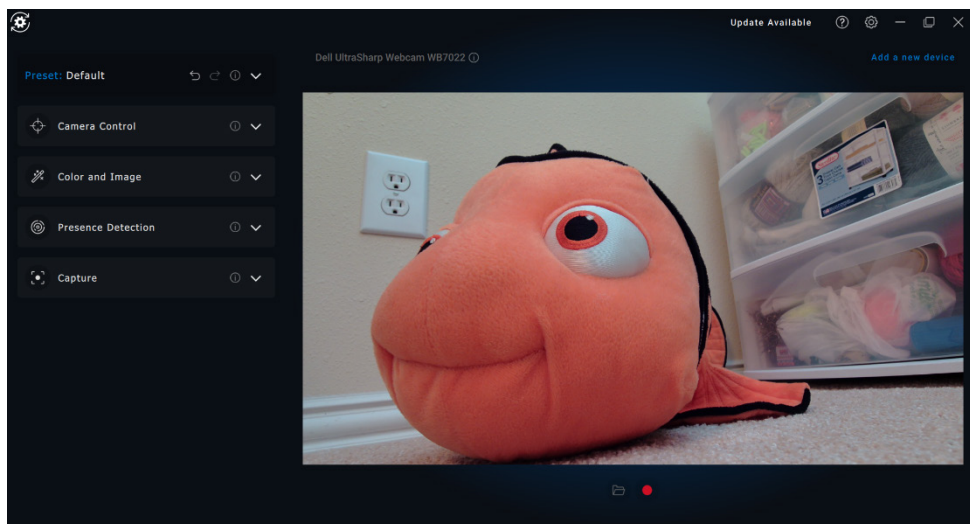 Update Available
Dell UltraSharp Webcam WB7022
Add a new device
Preset: Default
Camera Control
Color and Image
Presence Detection
Capture
3